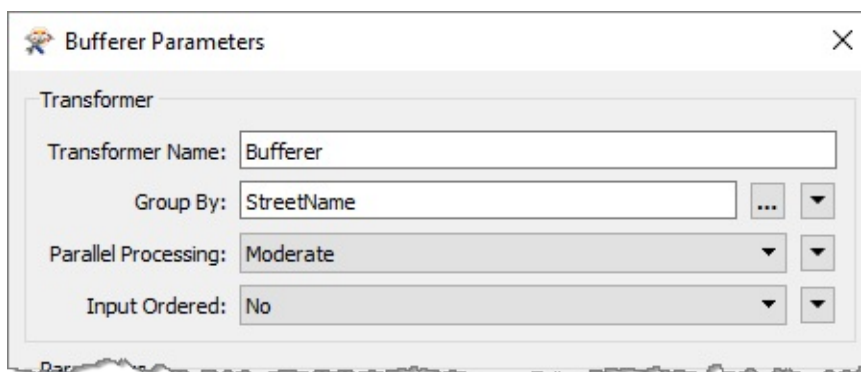 Bufferer Parameters
Transformer
Transformer Name: Bufferer
Group By: StreetName ...
Parallel Processing: Moderate
Input Ordered: No